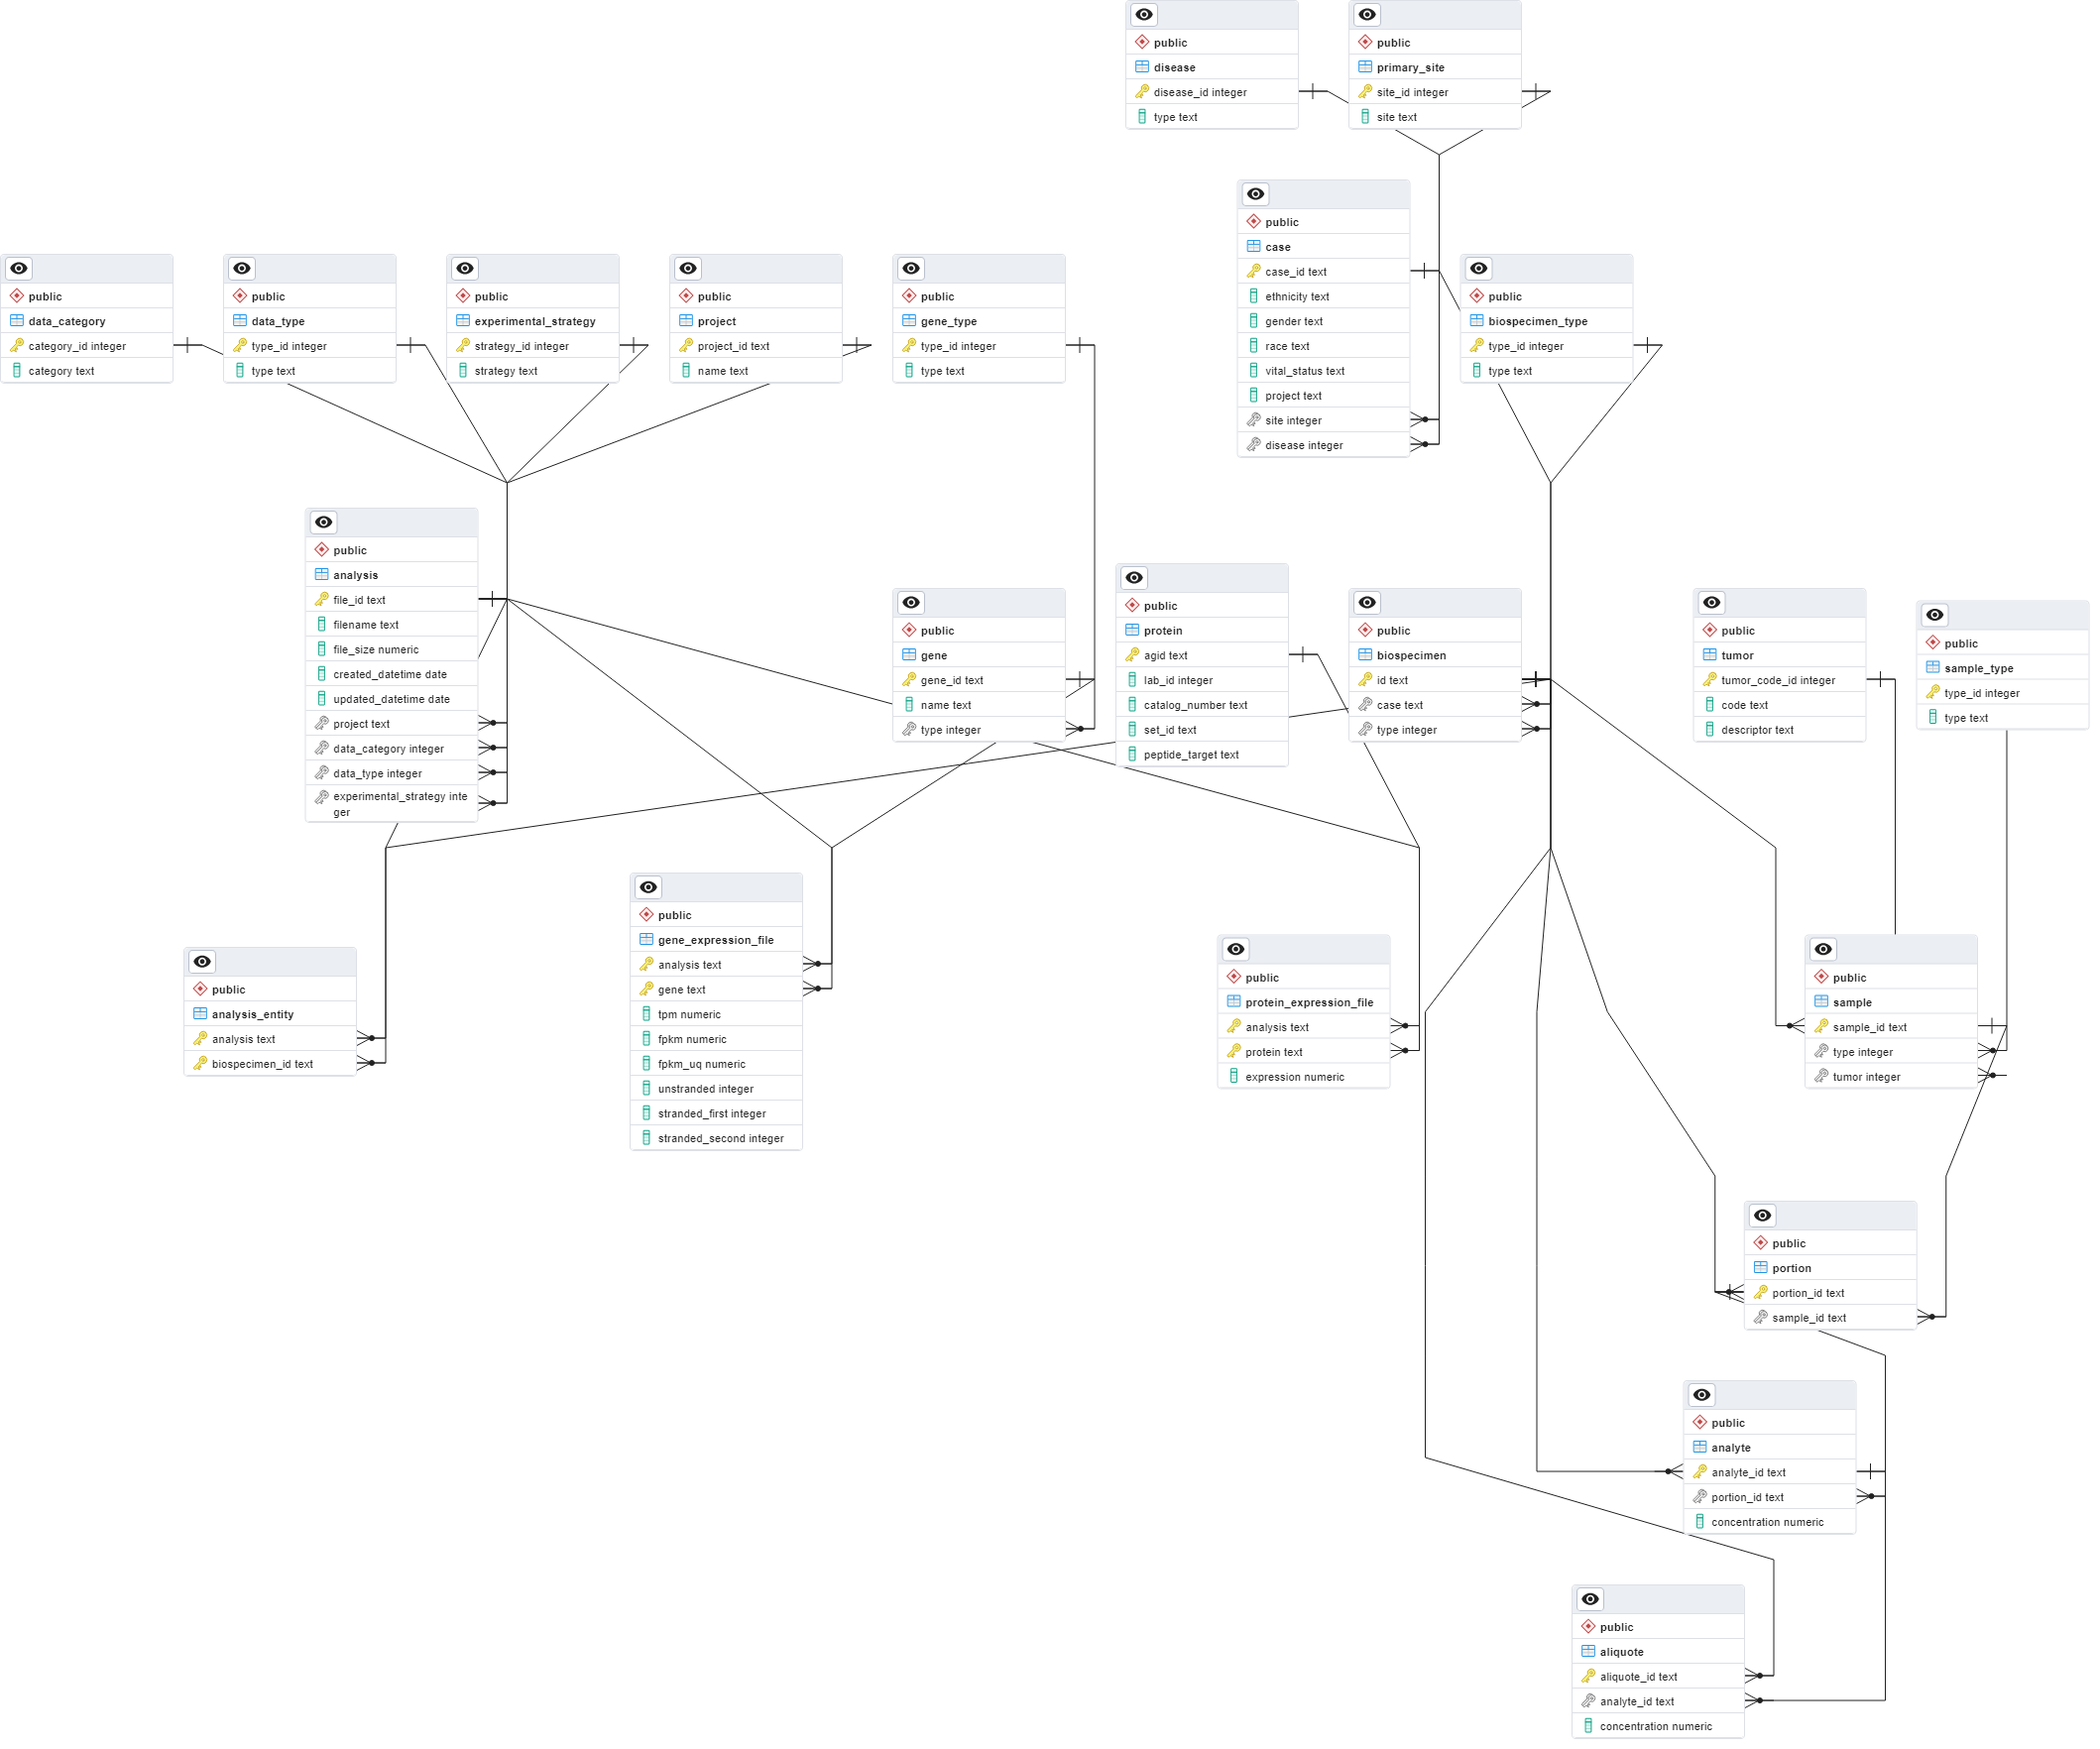 public
disease
disease_id integer
type text
public
primary_site
site_id integer
site text
public
case
case_id text
ethnicity text
gender text
race text
vital_status text
project text
site integer
disease integer
public
data_category
category_id integer
category text
public
data_type
type_id integer
type text
public
experimental_strategy
strategy_id integer
strategy text
public
project
project_id text
name text
public
gene_type
type_id integer
type text
public
biospecimen_type
type_id integer
type text
public
analysis
file_id text
filename text
file_size numeric
created_datetime date
updated_datetime date
project text
data_category integer
data_type integer
experimental_strategy inte
ger
public
gene
gene_id text
name text
type integer
public
protein
agid text
lab_id integer
catalog_number text
set_id text
peptide_target text
public
biospecimen
id text
case text
type integer
public
tumor
tumor_code_id integer
code text
descriptor text
public
sample_type
type_id integer
type text
public
analysis_entity
analysis text
biospecimen_id text
public
gene_expression_file
analysis text
gene text
tpm numeric
fpkm numeric
fpkm_uq numeric
unstranded integer
stranded_first integer
stranded_second integer
public
protein_expression_file
analysis text
protein text
expression numeric
public
sample
sample_id text
type integer
tumor integer
public
portion
portion_id text
sample_id text
public
analyte
analyte_id text
portion_id text
concentration numeric
public
aliquote
aliquote_id text
analyte_id text
concentration numeric